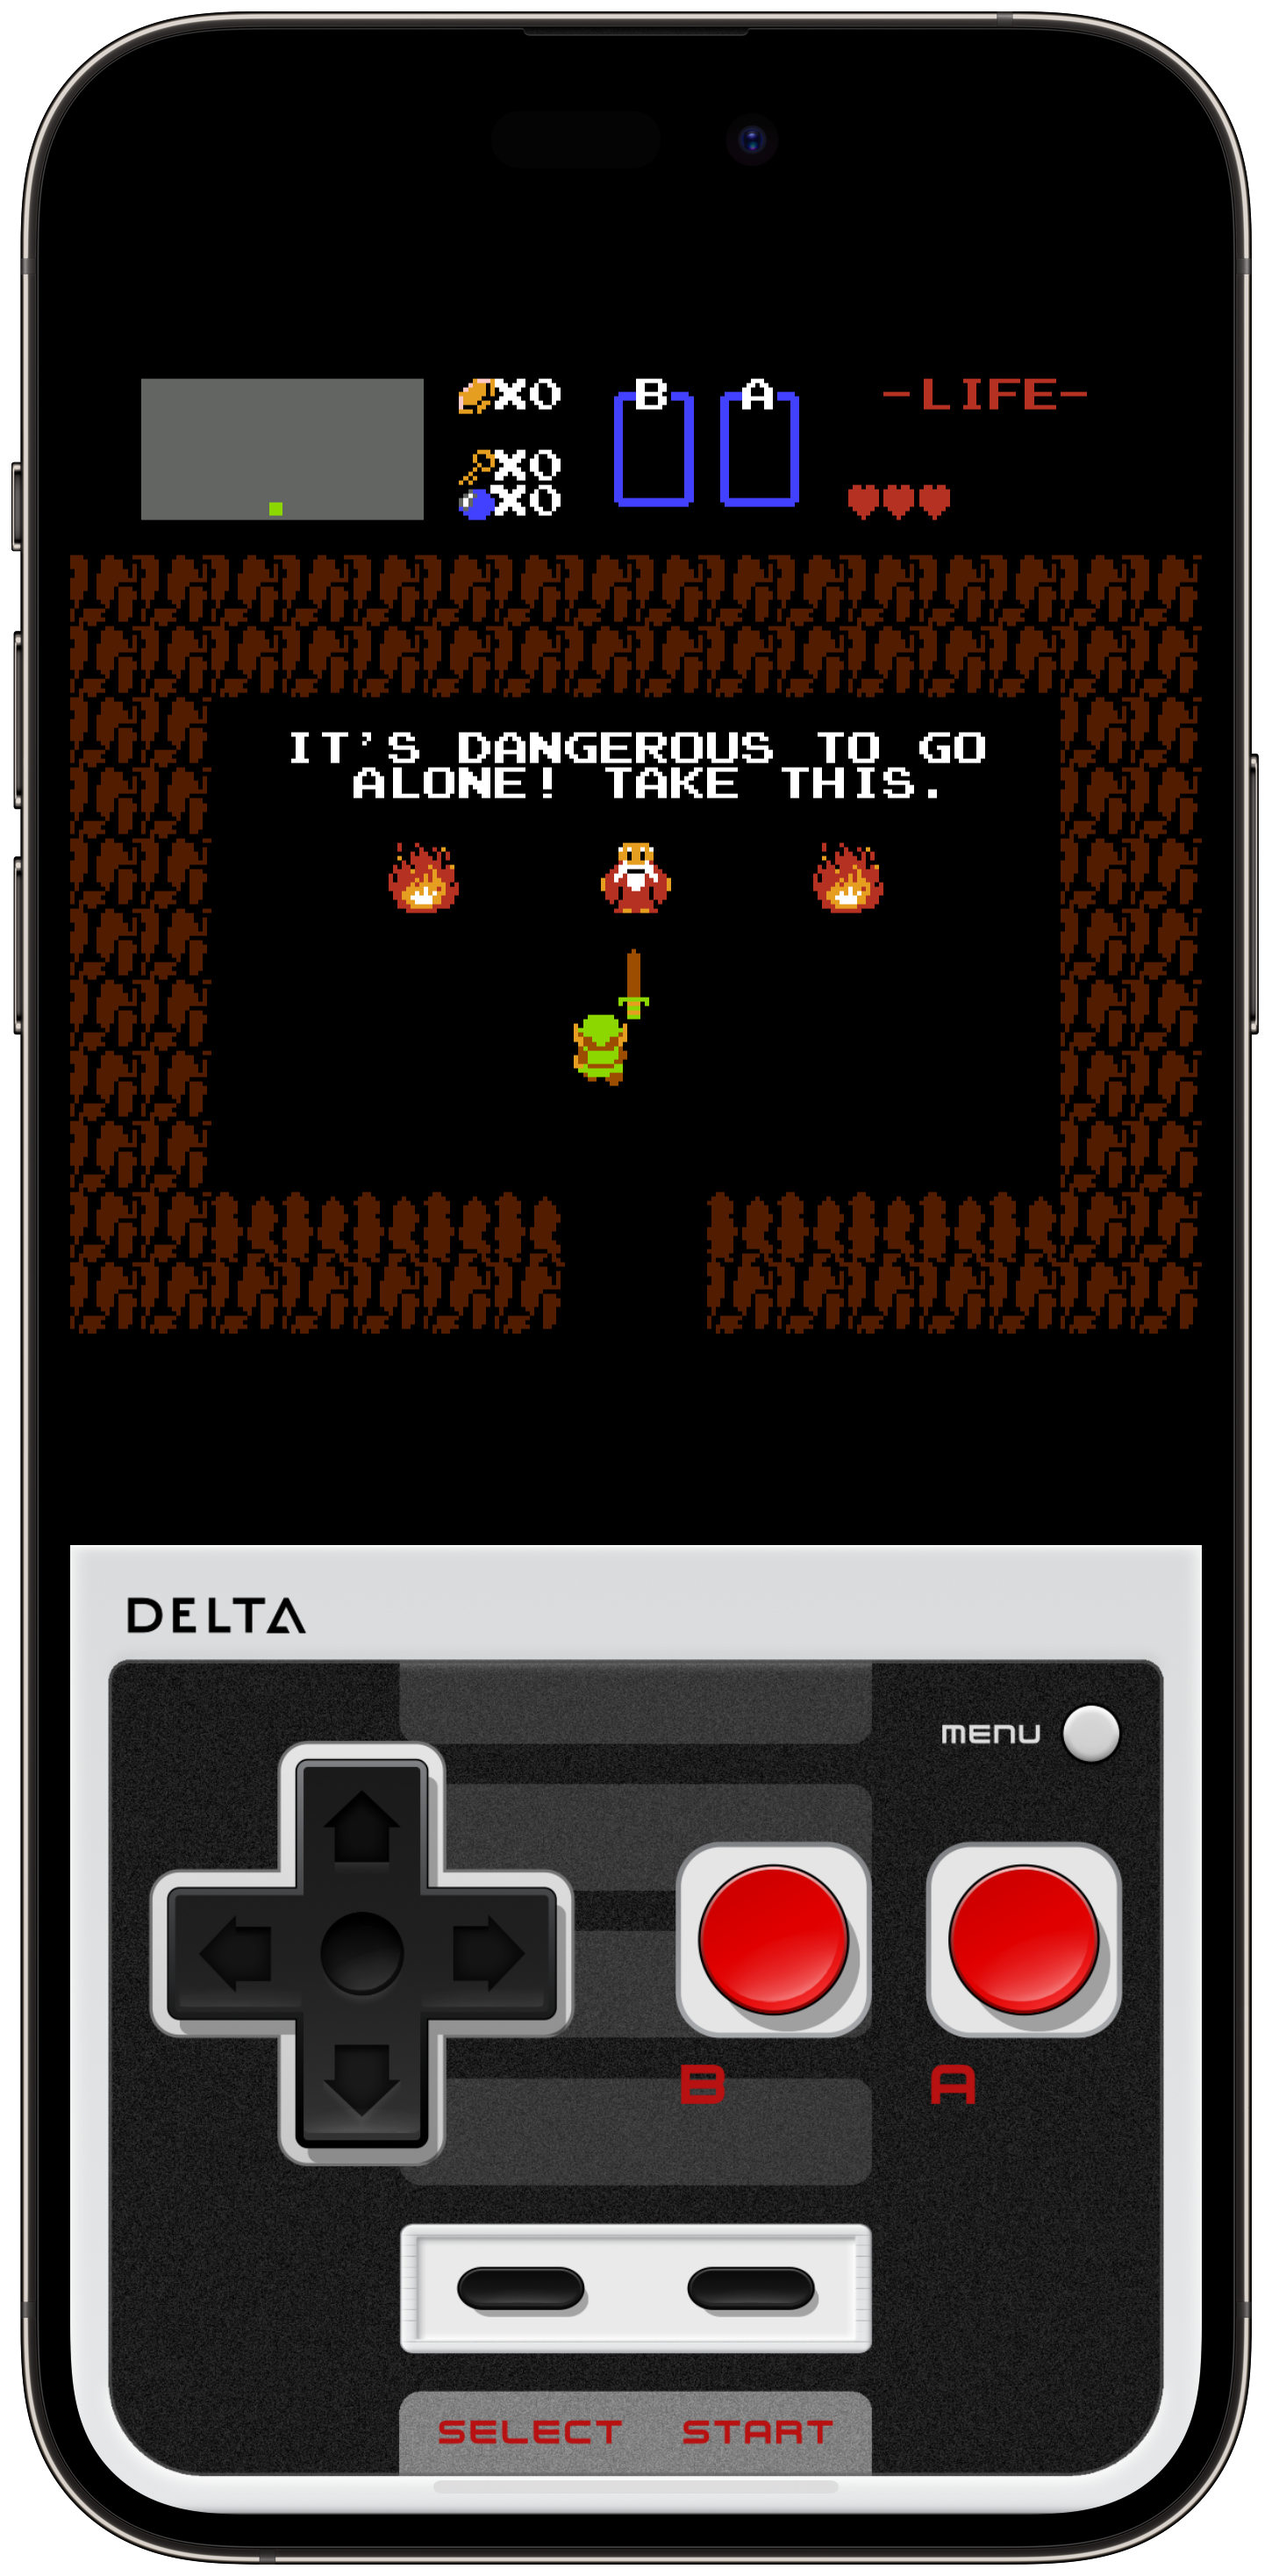 X0
B
A
-LIFE-
X0
X0
IT'S DANGEROUS TO GO
ALONE! TAKE THIS.
DELTA
MENU
B
A
SELECT
START